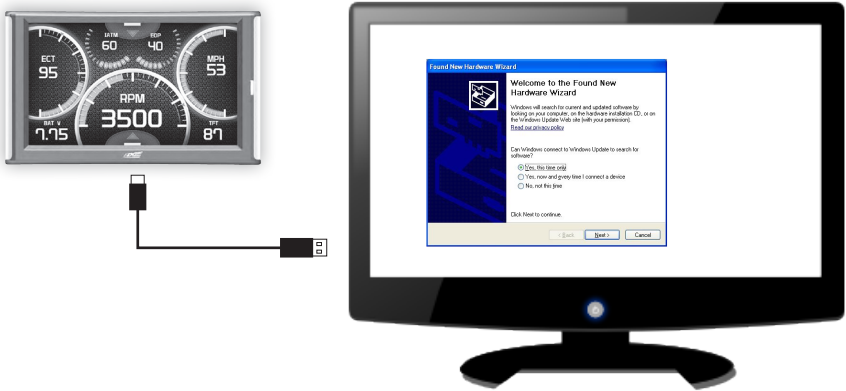 IATM
60
EOP
40
ECT
95
MPH
53
RPM
3500
BAT V
7.75
TFT
87
Found New Hardware Wizard
Welcome to the Found New
Hardware Wizard
Windows will search for current and updated software by
looking on your computer, on the hardware installation CD, or on
the Windows Update Web site (with your permission).
Read our privacy policy
Can Windows connect to Windows Update to search for
software?
Yes, this time only
Yes, now and every time I connect a device
No, not this time
Click Next to continue.
< Back
Next >
Cancel